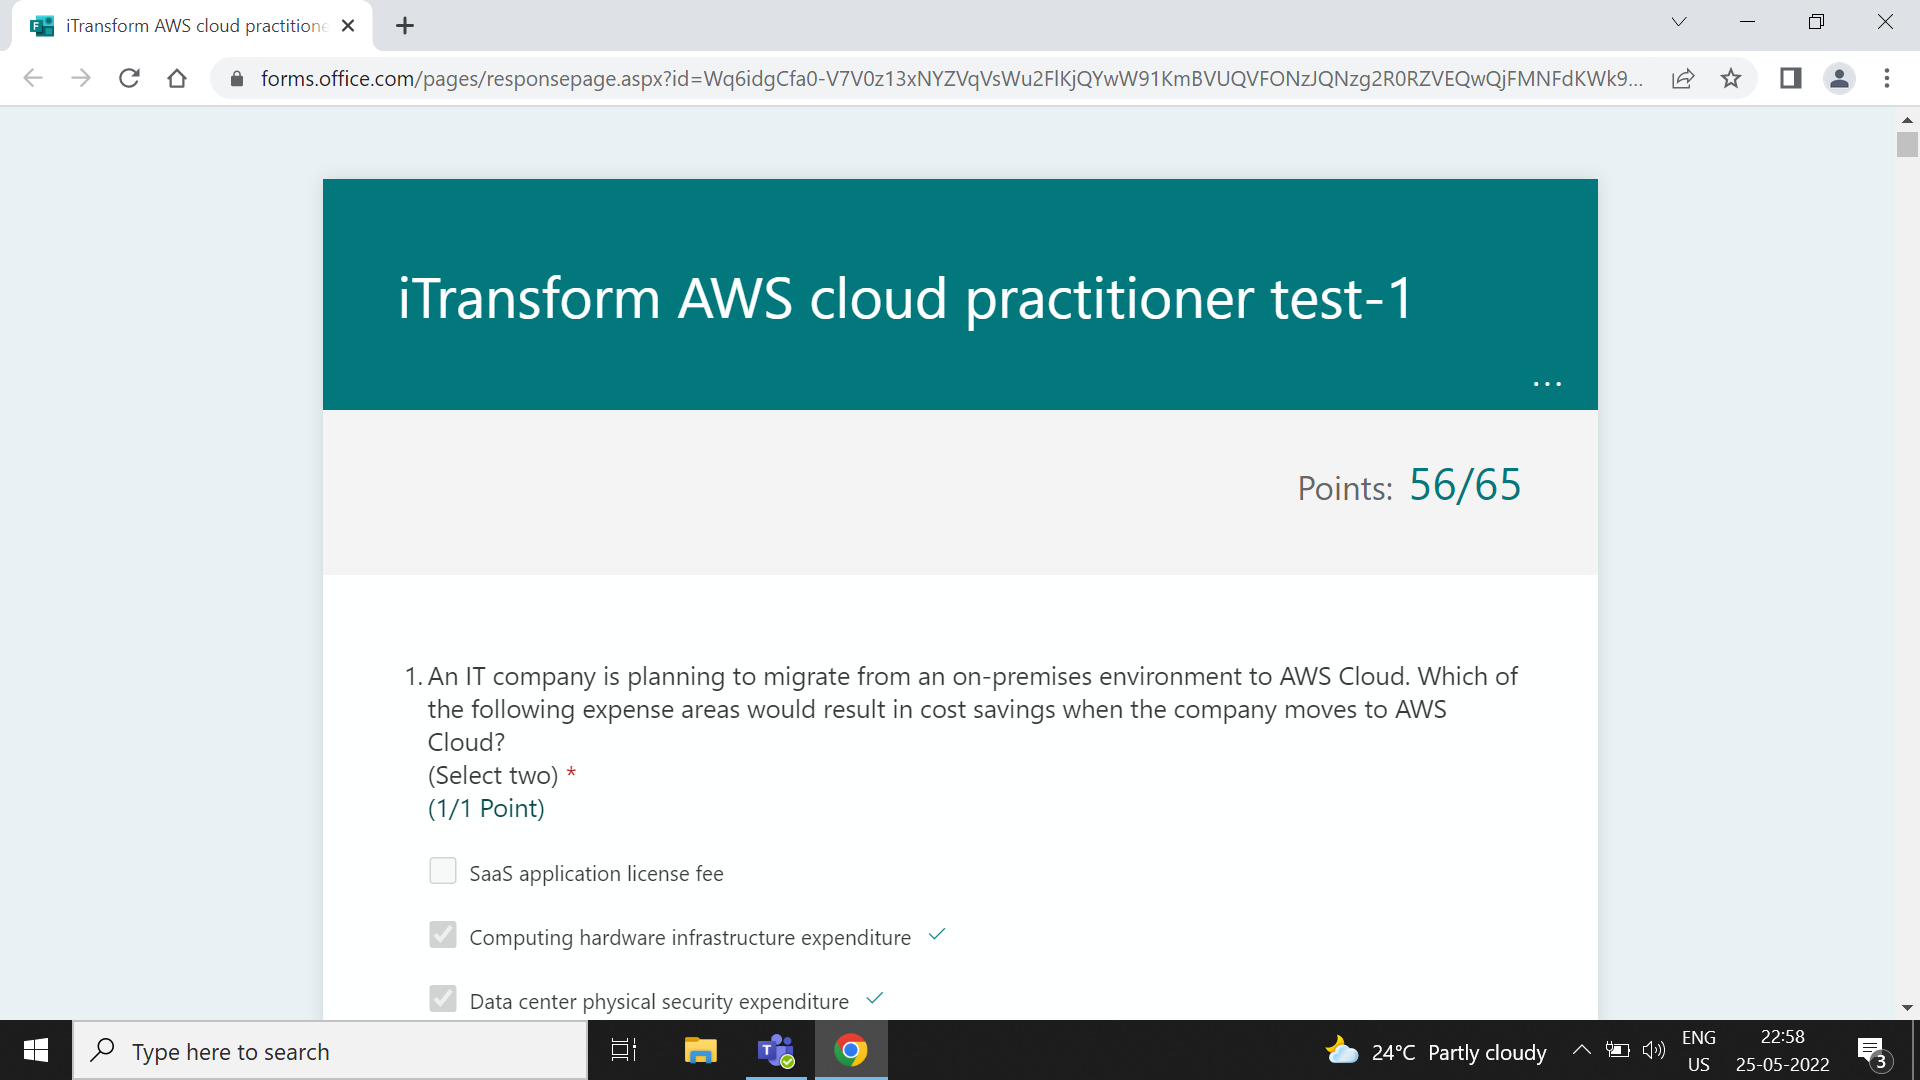 iTransform AWS cloud practitione
forms.office.com/pages/responsepage.aspx?id=Wq6idgCfa0-V7V0z13xNYZVqVsWu2FlKjQYwW91KmBVUQVFONzJQNzg2R0RZVEQwQjFMNFdKWk9...
iTransform AWS cloud practitioner test-1
...
Points: 56/65
1. An IT company is planning to migrate from an on-premises environment to AWS Cloud. Which of
the following expense areas would result in cost savings when the company moves to AWS
Cloud?
(Select two) *
(1/1 Point)
SaaS application license fee
Computing hardware infrastructure expenditure
Data center physical security expenditure
Type here to search
24°C Partly cloudy
ENG
US
22:58
25-05-2022
3